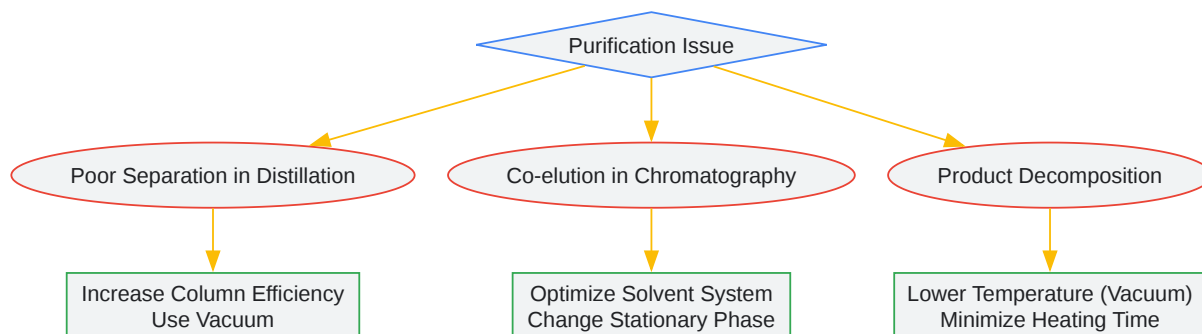 Purification Issue
Poor Separation in Distillation
Co-elution in Chromatography
Product Decomposition
Increase Column Efficiency
Use Vacuum
Optimize Solvent System
Change Stationary Phase
Lower Temperature (Vacuum)
Minimize Heating Time